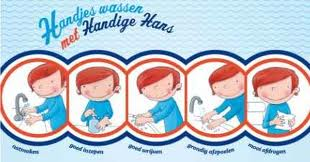 Handjes wassen
met Handige Hans
natmaken
goed inzepen
goed wrijven
grondig afspoelen
mooi afdrogen